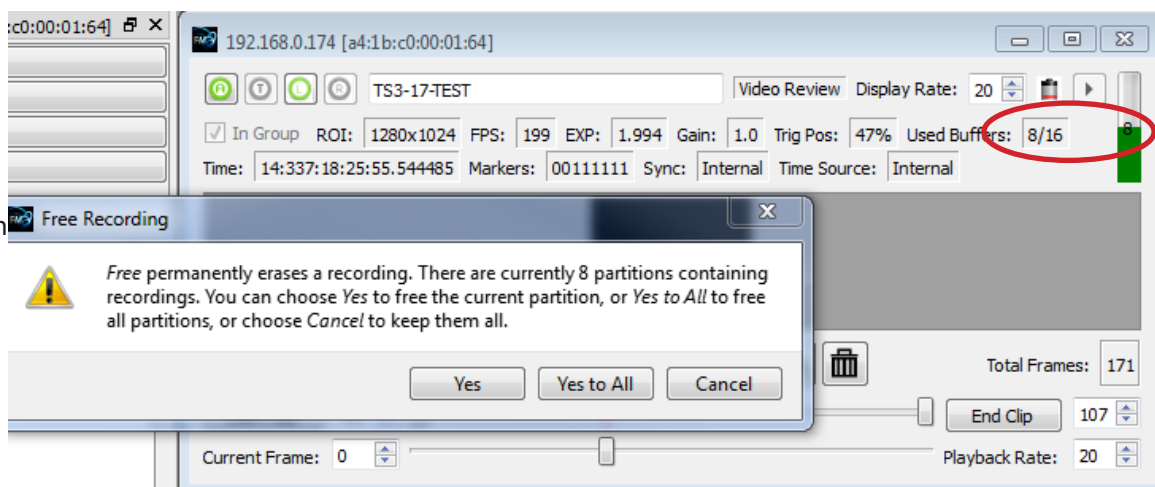 :c0:00:01:64]
192.168.0.174 [a4:1b:c0:00:01:64]
A T L R TS3-17-TEST Video Review Display Rate: 20
In Group ROI: 1280x1024 FPS: 199 EXP: 1.994 Gain: 1.0 Trig Pos: 47% Used Buffers: 8/16 8
Time: 14:337:18:25:55.544485 Markers: 00111111 Sync: Internal Time Source: Internal
Free Recording
Free permanently erases a recording. There are currently 8 partitions containing
recordings. You can choose Yes to free the current partition, or Yes to All to free
all partitions, or choose Cancel to keep them all.
Yes Yes to All Cancel
Total Frames: 171
End Clip 107
Current Frame: 0 Playback Rate: 20